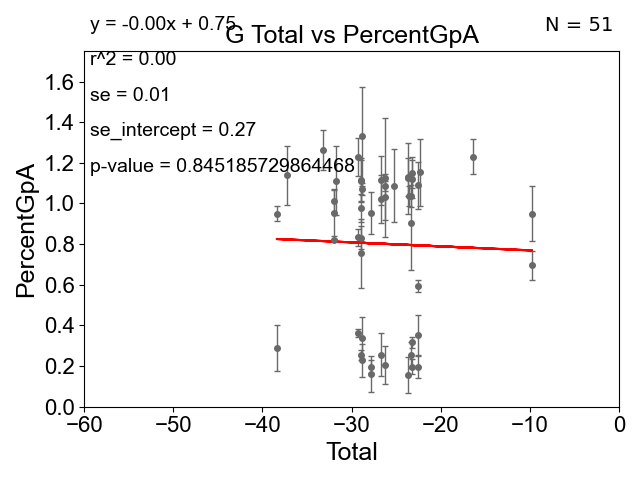 y = -0.00x + 0.75
N = 51
G Total vs PercentGpA
r^2 = 0.00
se = 0.01
se_intercept = 0.27
p-value = 0.845185729864468
PercentGpA
1.6
1.4
1.2
1.0
0.8
0.6
0.4
0.2
0.0
−60 −50 −40 −30 −20 −10 0
Total